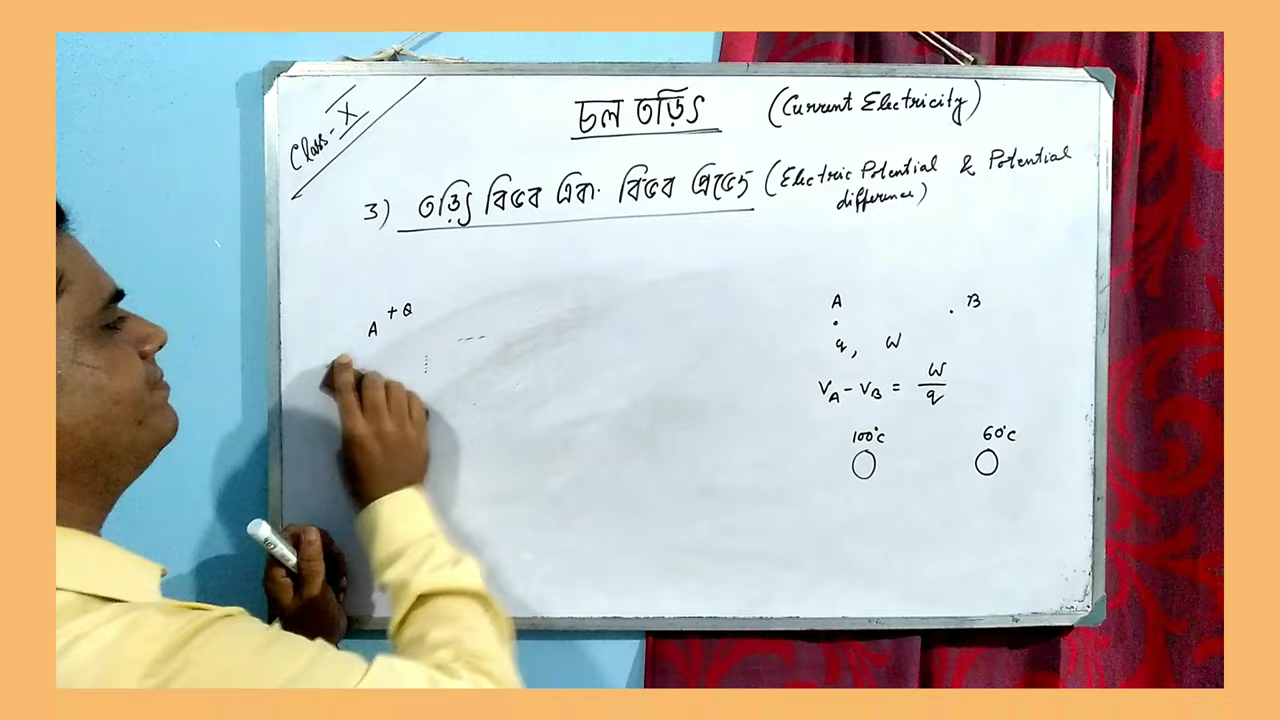 Class - X
চল তড়িৎ (Current Electricity)
3) তড়িৎ বিভব এবং বিভব প্রভেদ (Electric Potential & Potential
difference)
A +Q
A B
q, W
V_A - V_B = W/q
100°C 60°C